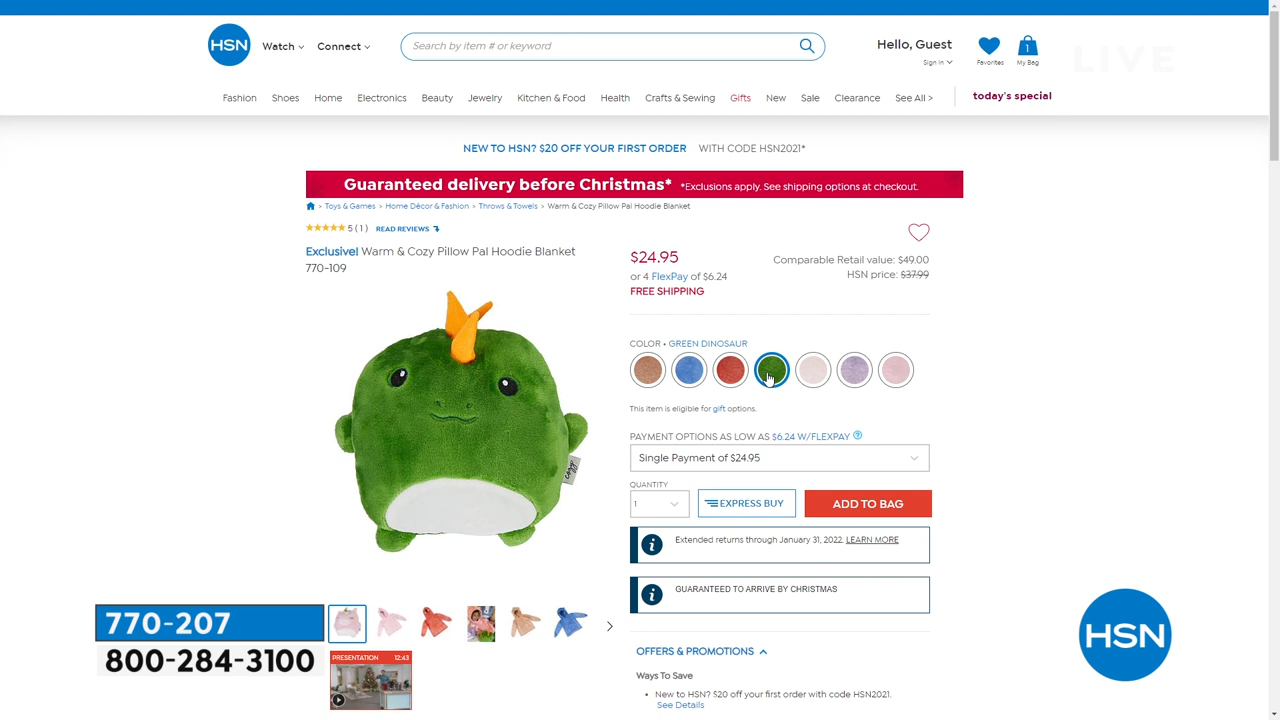 HSN
Watch
Connect
Search by item # or keyword
Hello, Guest
Sign In
Favorites
1
My Bag
LIVE
Fashion
Shoes
Home
Electronics
Beauty
Jewelry
Kitchen & Food
Health
Crafts & Sewing
Gifts
New
Sale
Clearance
See All >
today's special
NEW TO HSN? $20 OFF YOUR FIRST ORDER WITH CODE HSN2021*
Guaranteed delivery before Christmas* *Exclusions apply. See shipping options at checkout.
> Toys & Games > Home Décor & Fashion > Throws & Towels > Warm & Cozy Pillow Pal Hoodie Blanket
5 ( 1 ) READ REVIEWS
Exclusive! Warm & Cozy Pillow Pal Hoodie Blanket
770-109
$24.95
or 4 FlexPay of $6.24
FREE SHIPPING
Comparable Retail value: $49.00
HSN price: $37.99
COLOR • GREEN DINOSAUR
This item is eligible for gift options.
PAYMENT OPTIONS AS LOW AS $6.24 W/FLEXPAY ?
Single Payment of $24.95
QUANTITY
1
EXPRESS BUY
ADD TO BAG
i Extended returns through January 31, 2022. LEARN MORE
i GUARANTEED TO ARRIVE BY CHRISTMAS
OFFERS & PROMOTIONS
Ways To Save
• New to HSN? $20 off your first order with code HSN2021.
See Details
770-207
800-284-3100
PRESENTATION 12:43
HSN